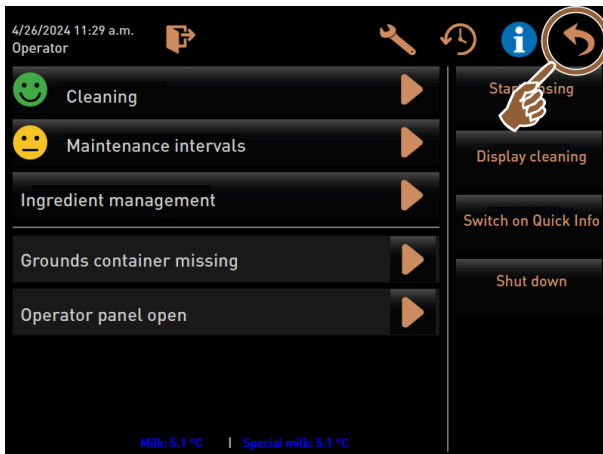 4/26/2024 11:29 a.m.
Operator
Cleaning
Maintenance intervals
Ingredient management
Grounds container missing
Operator panel open
Display cleaning
Switch on Quick Info
Shut down
Milk: 5.1 °C | Special milk: 5.1 °C